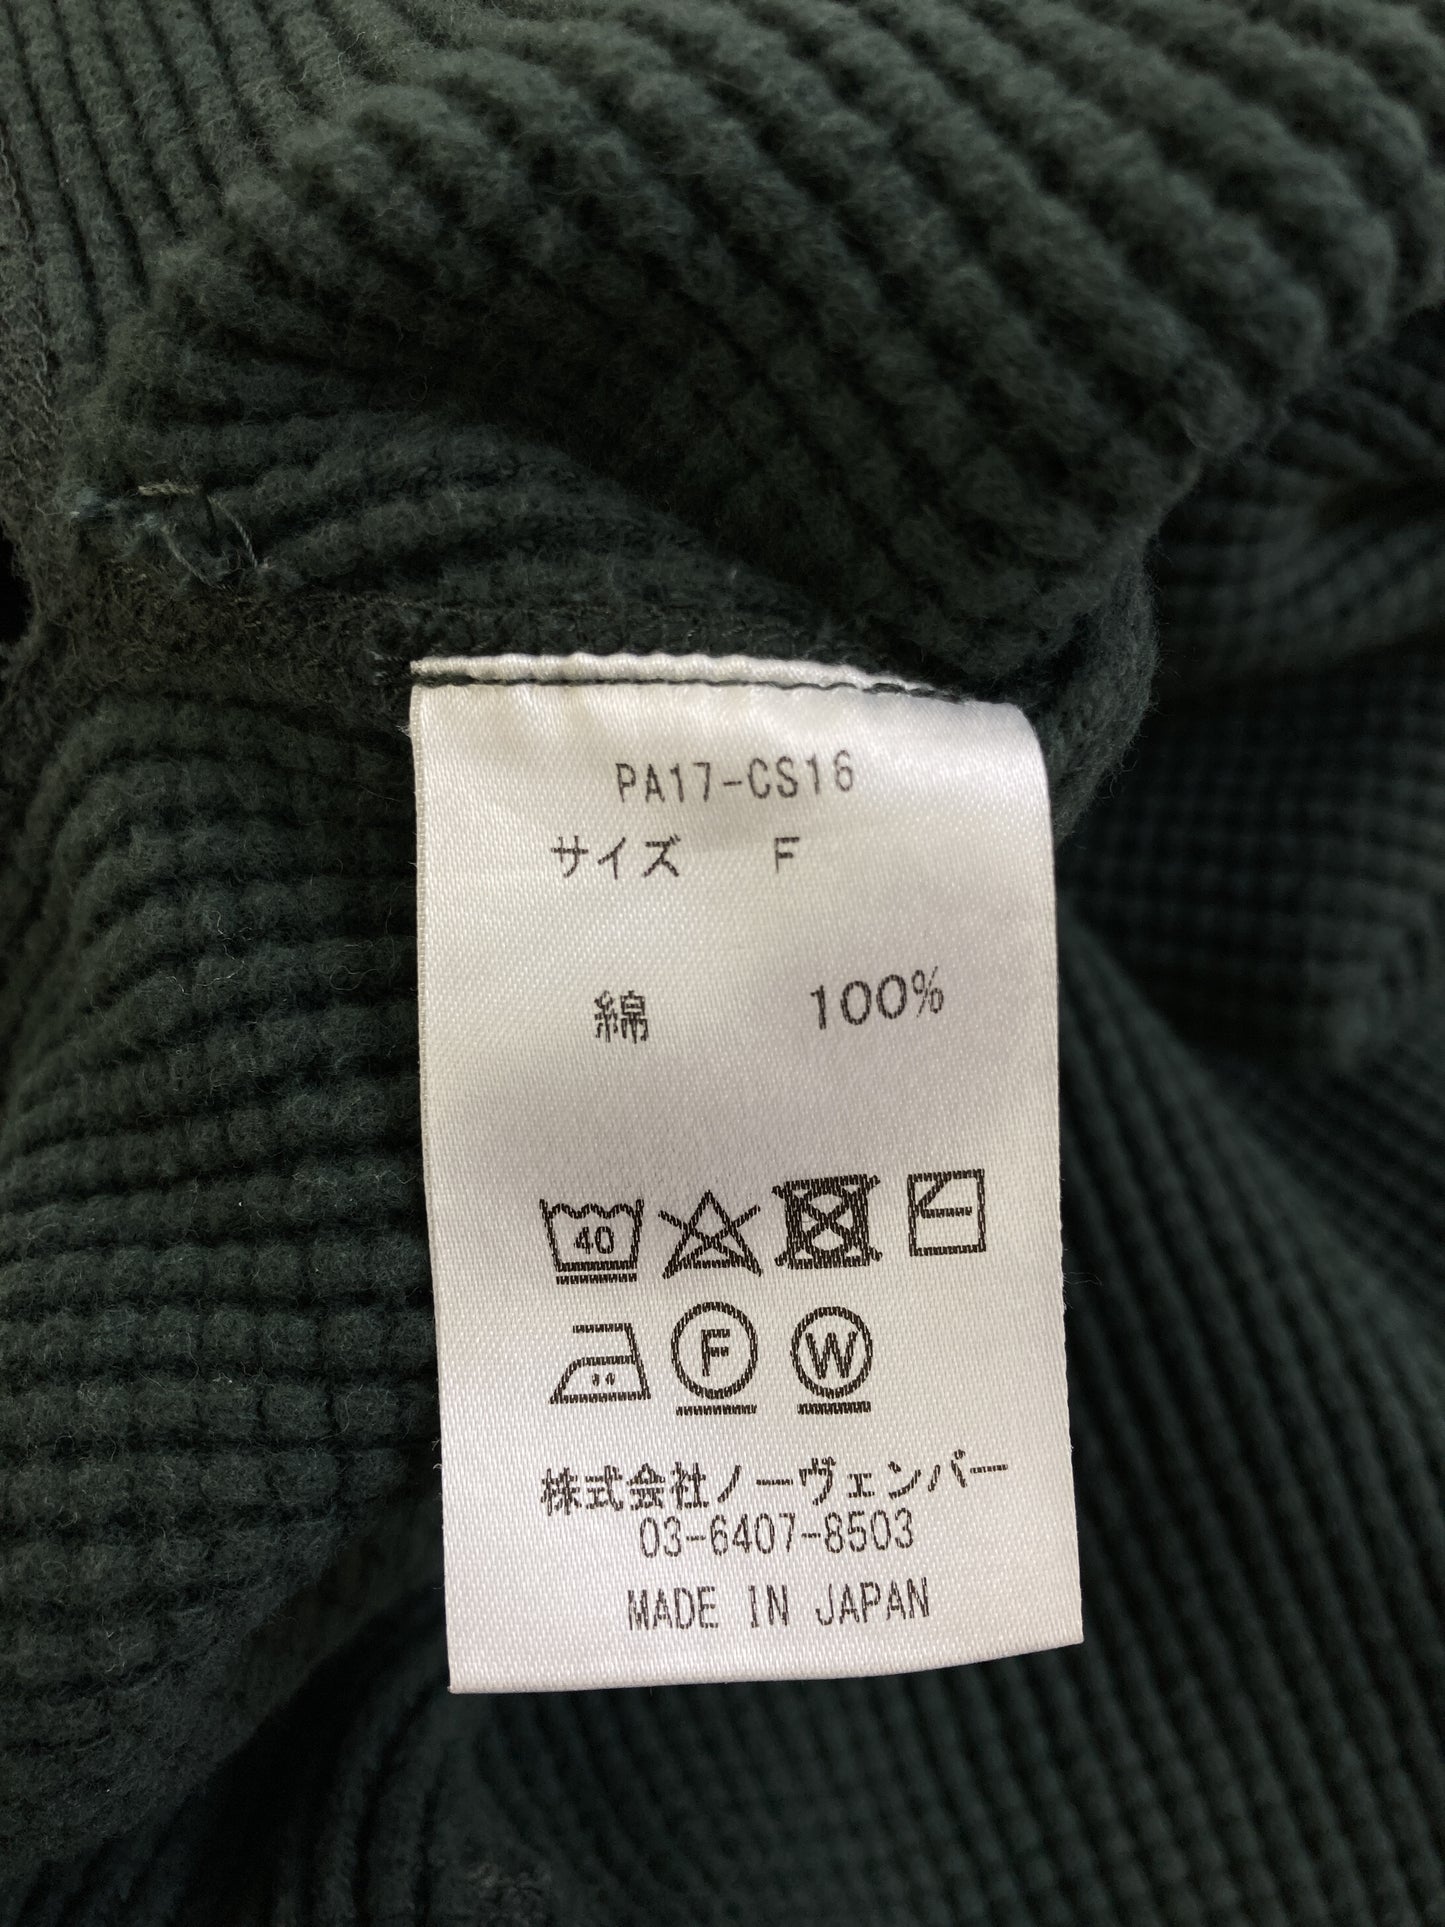 PA17-CS16
サイズ F
綿 100%
40
F W
株式会社ノーヴェンバー
03-6407-8503
MADE IN JAPAN